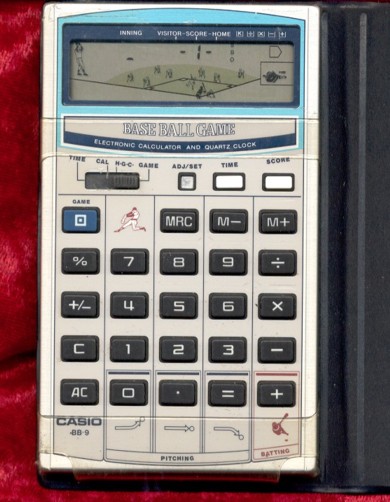 INNING VISITOR-SCORE-HOME K ÷ × − +
BASE BALL GAME
ELECTRONIC CALCULATOR AND QUARTZ CLOCK
TIME CAL H·G·C· GAME ADJ/SET TIME SCORE
GAME
MRC M− M+
% 7 8 9 ÷
+/− 4 5 6 ×
C 1 2 3 −
AC 0 · = +
CASIO
BB-9
PITCHING
BATTING